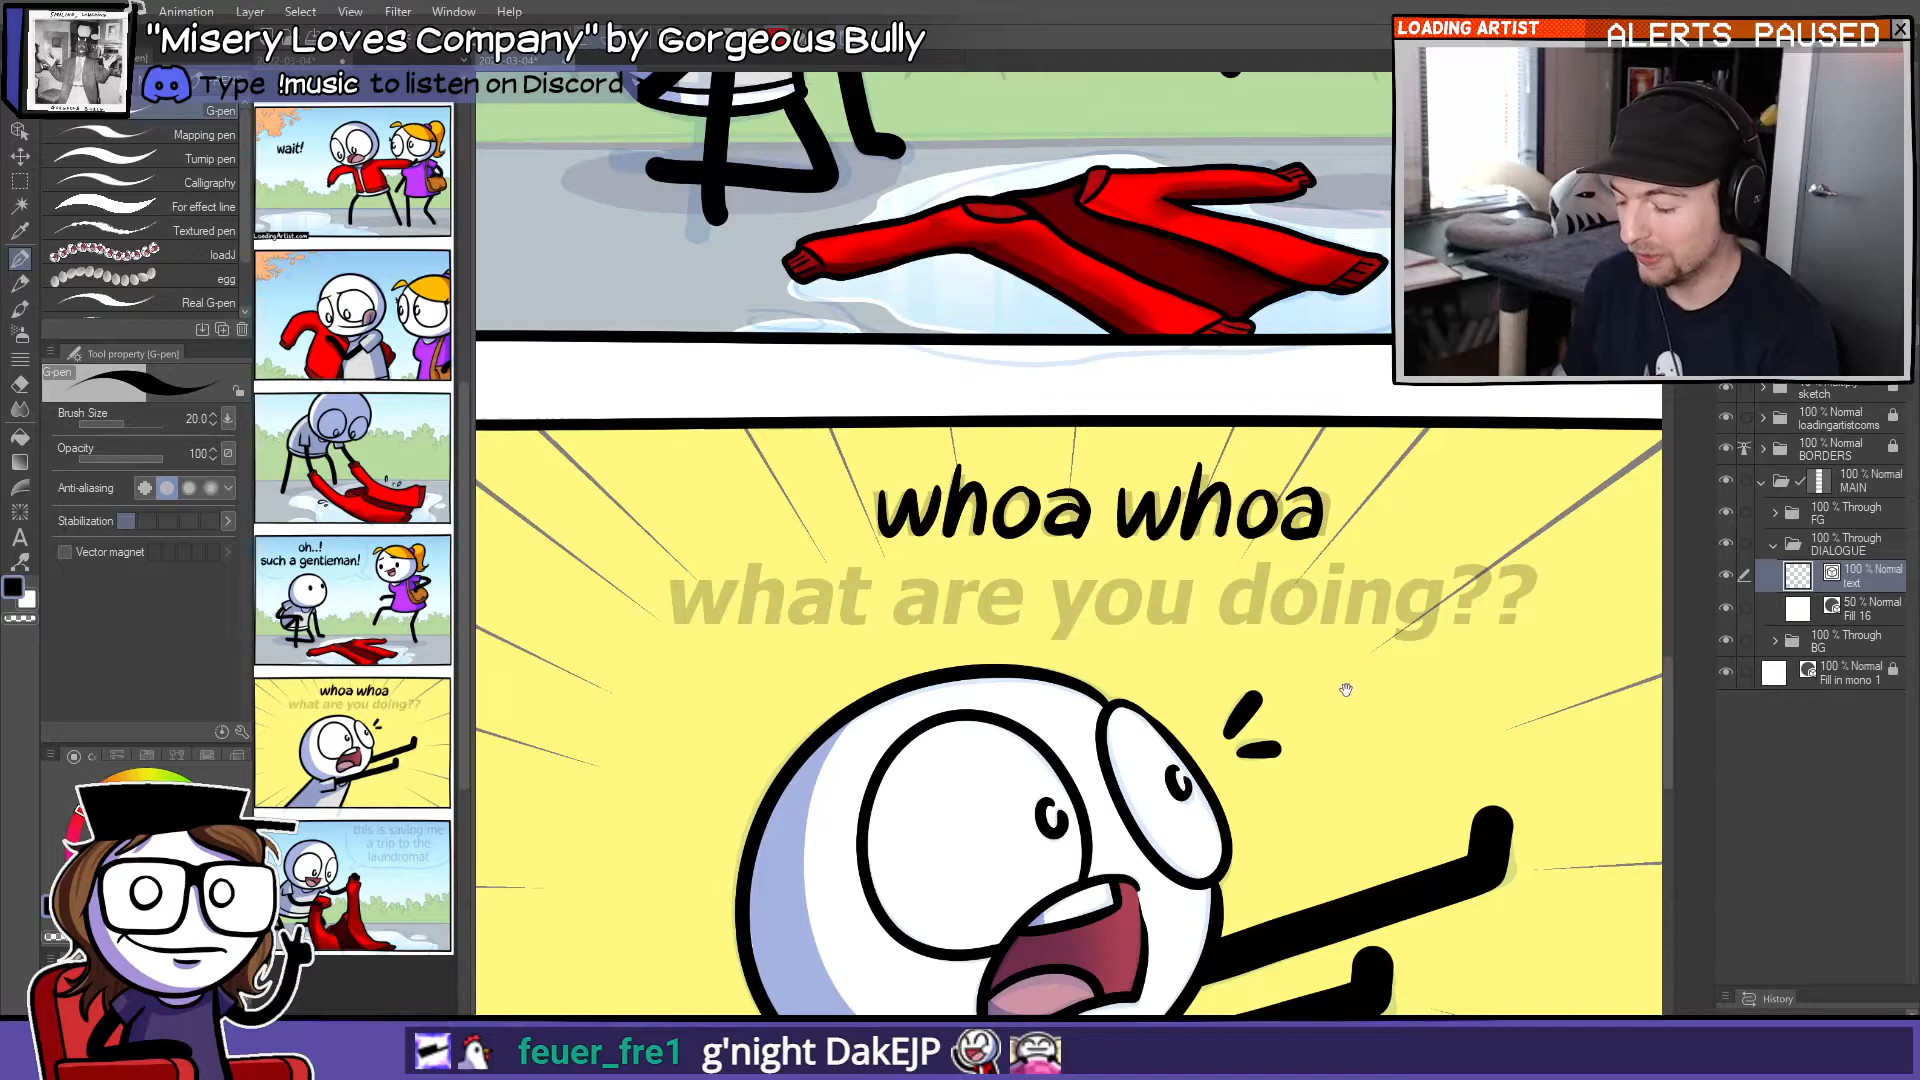 Animation Layer Select View Filter Window Help
"Misery Loves Company" by Gorgeous Bully
Type !music to listen on Discord
GORGEOUS BULLY
LOADING ARTIST
ALERTS PAUSED
G-pen
Mapping pen
Turnip pen
Calligraphy
For effect line
Textured pen
loadJ
egg
Real G-pen
Tool property [G-pen]
G-pen
Brush Size 20.0
Opacity 100
Anti-aliasing
Stabilization
Vector magnet
wait!
LoadingArtist.com
oh..!
such a gentleman!
whoa whoa
what are you doing??
this is saving me
a trip to the
laundromat
whoa whoa
what are you doing??
sketch
100 % Normal
loadingartistcoms
100 % Normal
BORDERS
100 % Normal
MAIN
100 % Through
FG
100 % Through
DIALOGUE
100 % Normal
text
50 % Normal
Fill 16
100 % Through
BG
100 % Normal
Fill in mono 1
History
feuer_fre1 g'night DakEJP